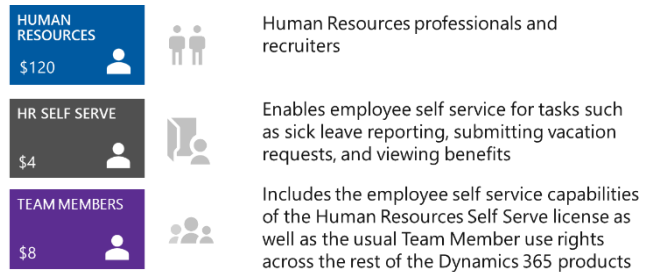 HUMAN
RESOURCES
$120
Human Resources professionals and
recruiters
HR SELF SERVE
$4
Enables employee self service for tasks such
as sick leave reporting, submitting vacation
requests, and viewing benefits
TEAM MEMBERS
$8
Includes the employee self service capabilities
of the Human Resources Self Serve license as
well as the usual Team Member use rights
across the rest of the Dynamics 365 products